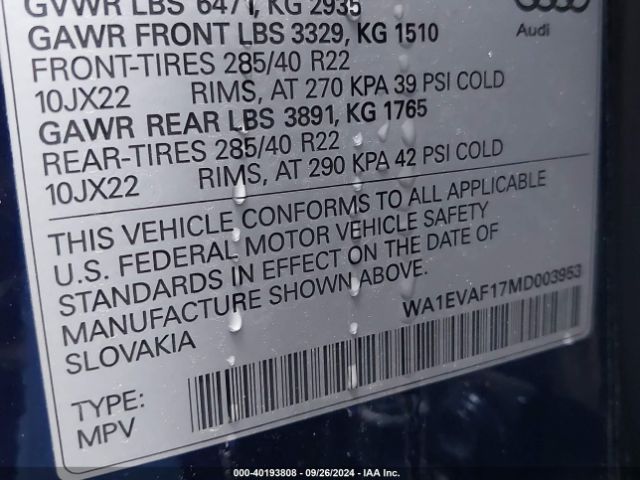 GVWR LBS 6471, KG 2935
GAWR FRONT LBS 3329, KG 1510
FRONT-TIRES 285/40 R22
10JX22 RIMS, AT 270 KPA 39 PSI COLD
GAWR REAR LBS 3891, KG 1765
REAR-TIRES 285/40 R22
10JX22 RIMS, AT 290 KPA 42 PSI COLD
Audi
THIS VEHICLE CONFORMS TO ALL APPLICABLE
U.S. FEDERAL MOTOR VEHICLE SAFETY
STANDARDS IN EFFECT ON THE DATE OF
MANUFACTURE SHOWN ABOVE.
SLOVAKIA
WA1EVAF17MD003953
TYPE:
MPV
000-40193808 - 09/26/2024 - IAA Inc.